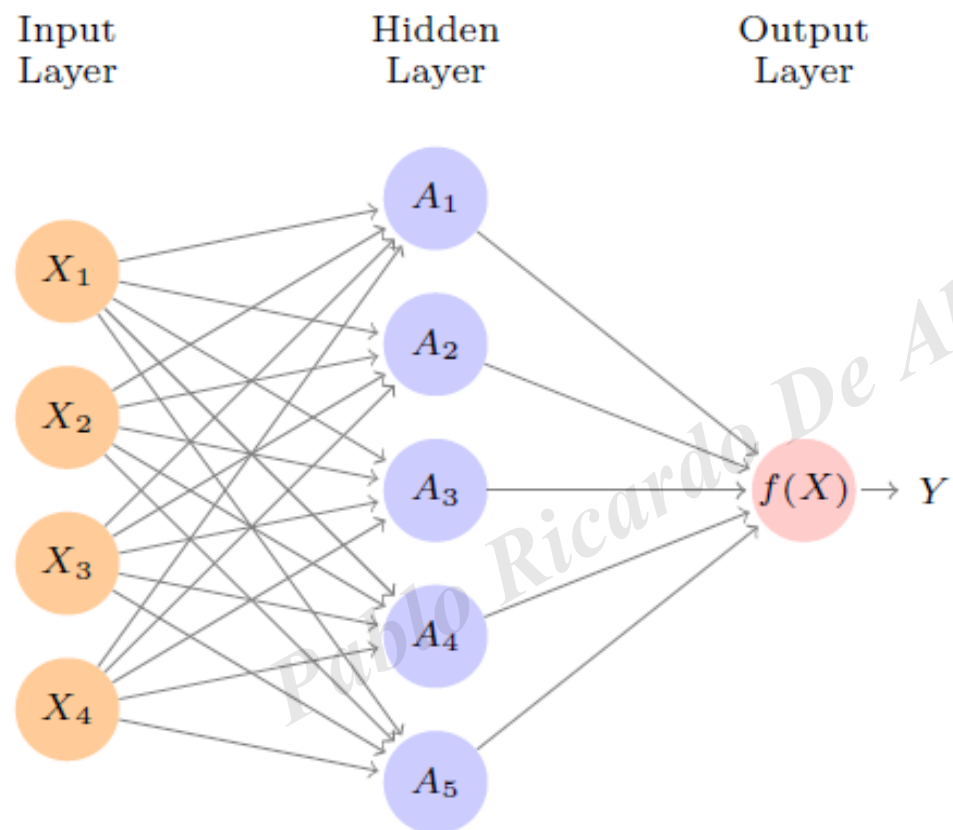 Input
Layer
Hidden
Layer
Output
Layer
X₁
X₂
X₃
X₄
A₁
A₂
A₃
A₄
A₅
f(X)
Y
Pablo Ricardo De